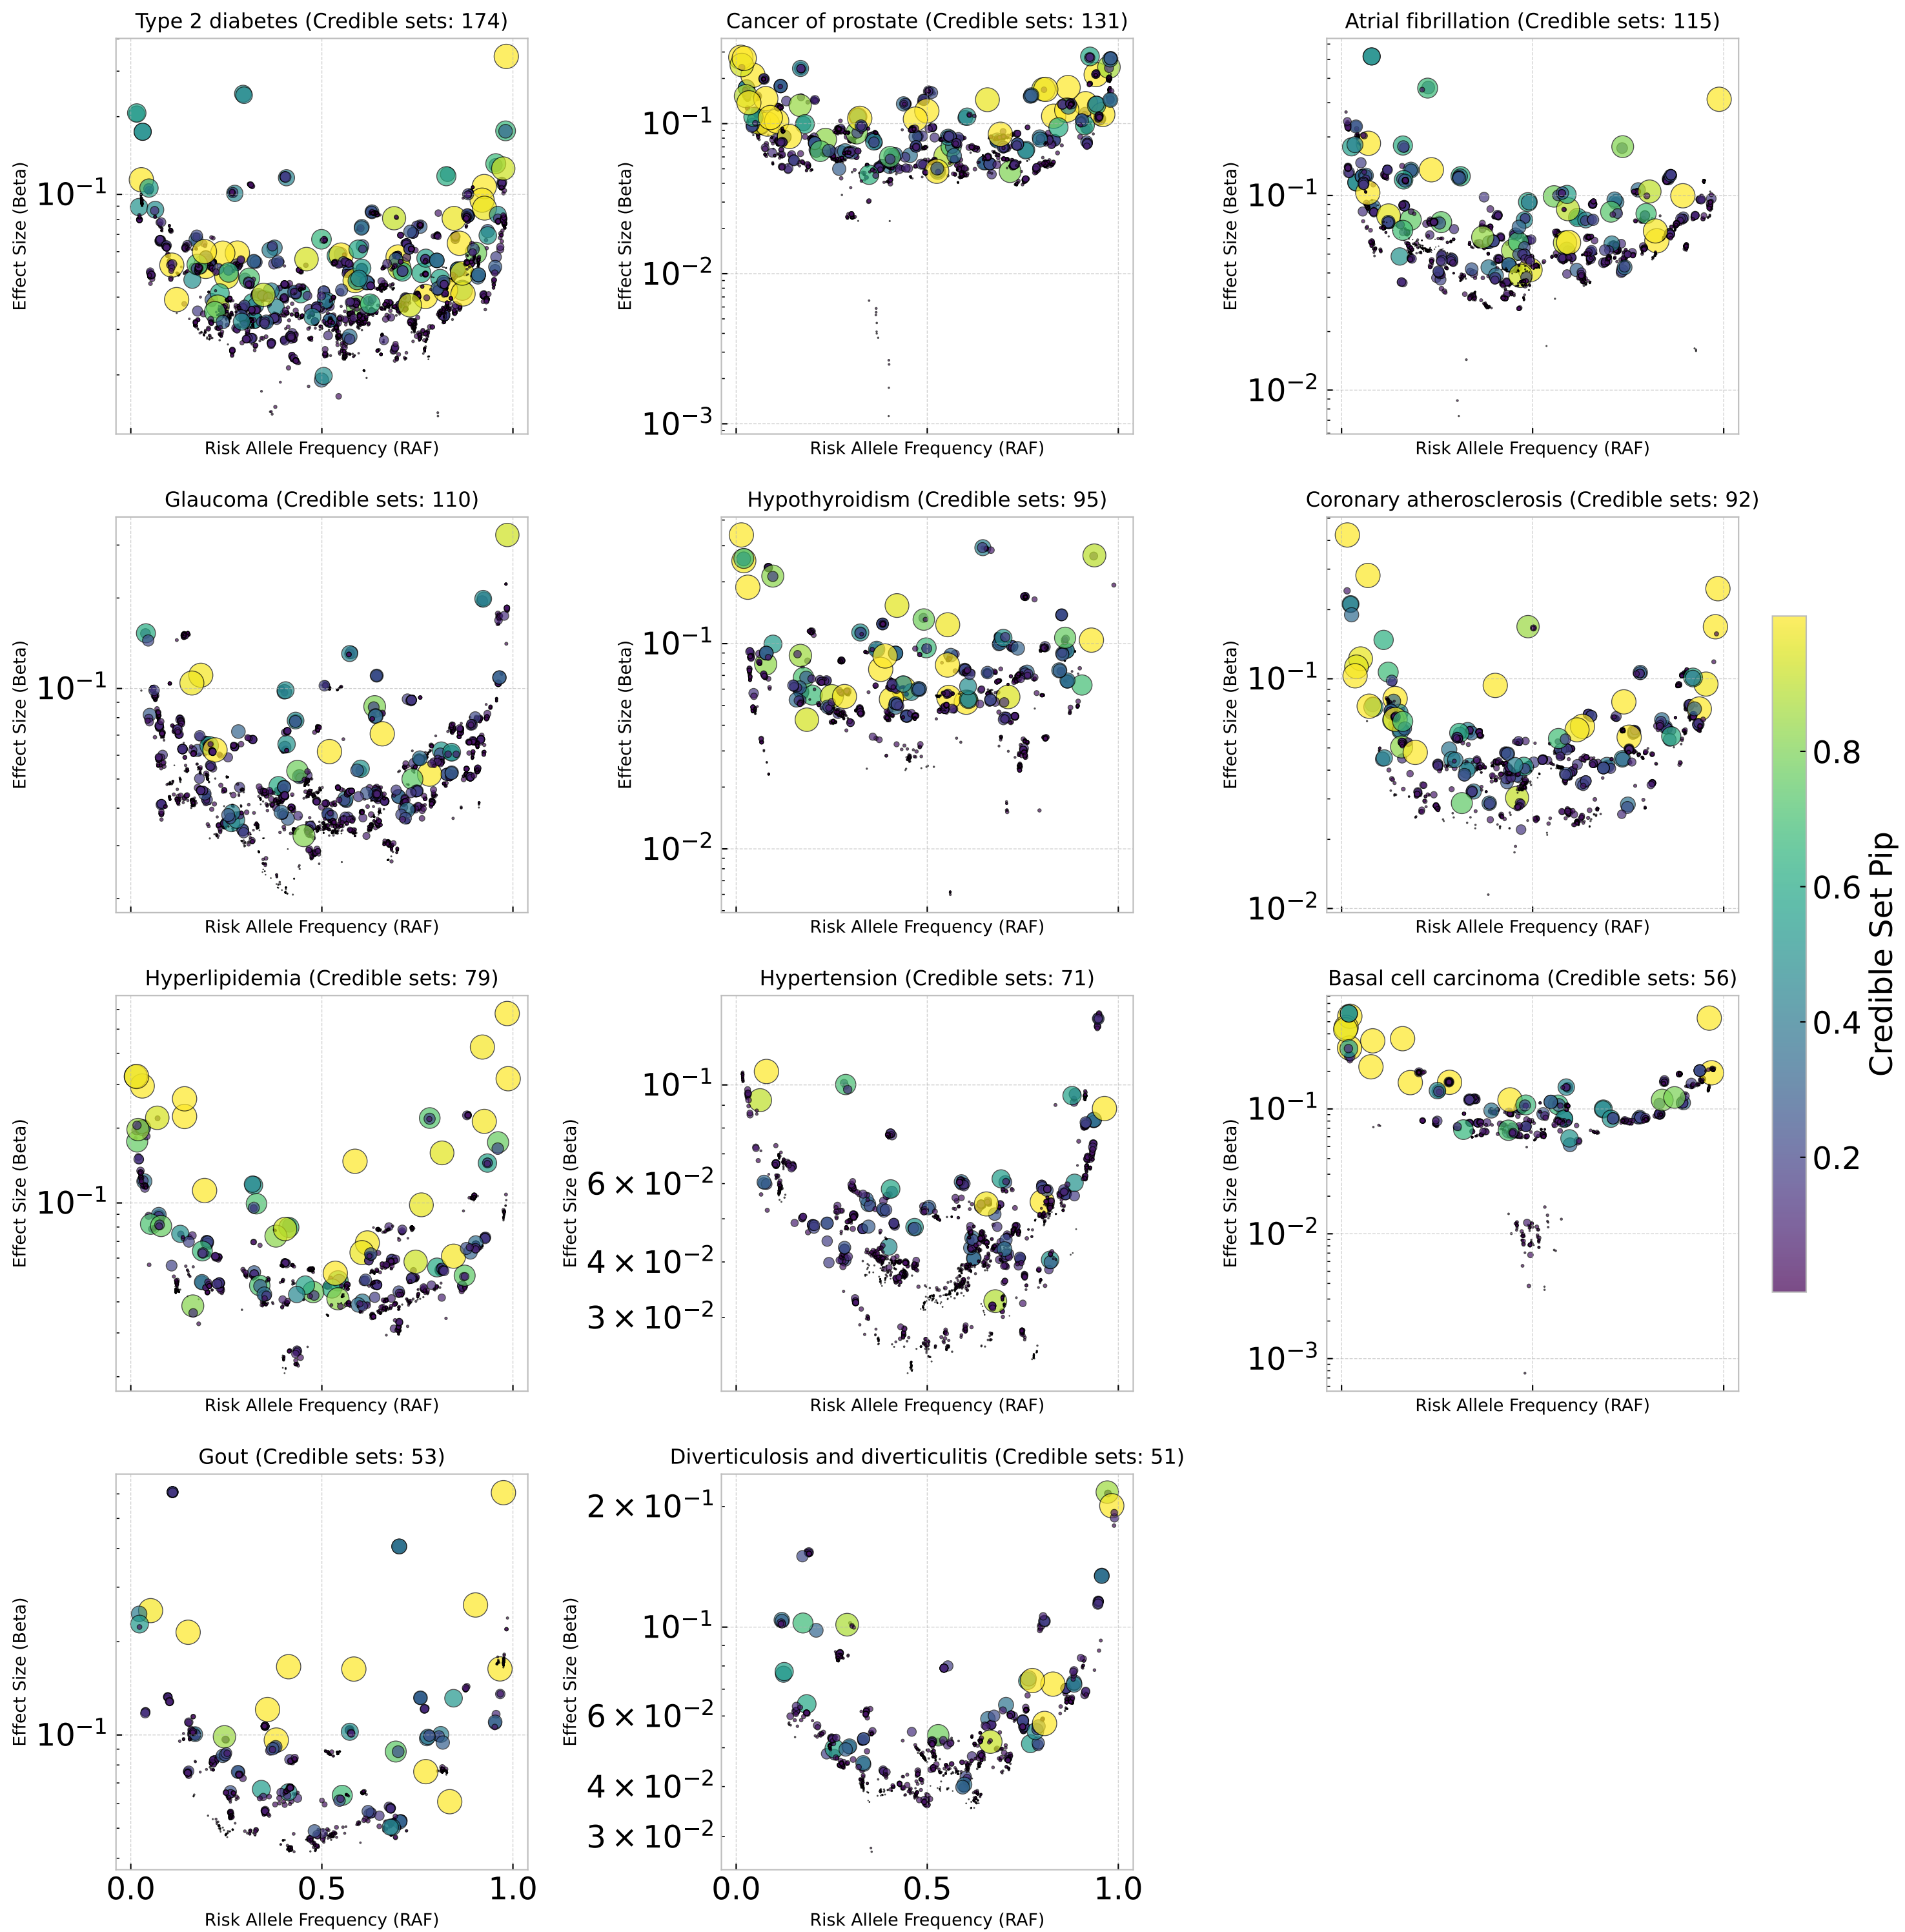 Type 2 diabetes (Credible sets: 174)
Effect Size (Beta)
10⁻¹
Risk Allele Frequency (RAF)
Cancer of prostate (Credible sets: 131)
Effect Size (Beta)
10⁻¹
10⁻²
10⁻³
Risk Allele Frequency (RAF)
Atrial fibrillation (Credible sets: 115)
Effect Size (Beta)
10⁻¹
10⁻²
Risk Allele Frequency (RAF)
Glaucoma (Credible sets: 110)
Effect Size (Beta)
10⁻¹
Risk Allele Frequency (RAF)
Hypothyroidism (Credible sets: 95)
Effect Size (Beta)
10⁻¹
10⁻²
Risk Allele Frequency (RAF)
Coronary atherosclerosis (Credible sets: 92)
Effect Size (Beta)
10⁻¹
10⁻²
Risk Allele Frequency (RAF)
Hyperlipidemia (Credible sets: 79)
Effect Size (Beta)
10⁻¹
Risk Allele Frequency (RAF)
Hypertension (Credible sets: 71)
Effect Size (Beta)
10⁻¹
6 × 10⁻²
4 × 10⁻²
3 × 10⁻²
Risk Allele Frequency (RAF)
Basal cell carcinoma (Credible sets: 56)
Effect Size (Beta)
10⁻¹
10⁻²
10⁻³
Risk Allele Frequency (RAF)
Gout (Credible sets: 53)
Effect Size (Beta)
10⁻¹
0.0 0.5 1.0
Risk Allele Frequency (RAF)
Diverticulosis and diverticulitis (Credible sets: 51)
Effect Size (Beta)
2 × 10⁻¹
10⁻¹
6 × 10⁻²
4 × 10⁻²
3 × 10⁻²
0.0 0.5 1.0
Risk Allele Frequency (RAF)
0.8
0.6
0.4
0.2
Credible Set Pip